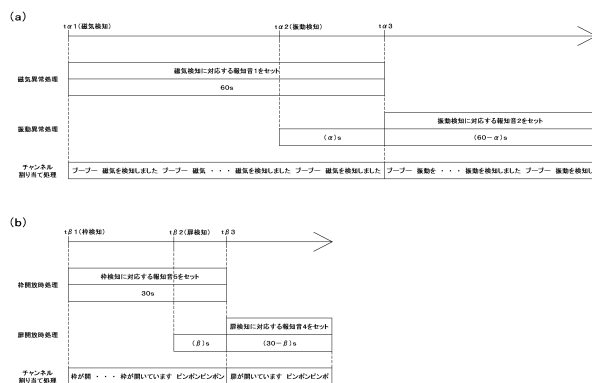 (a)
tα1(磁気検知)
tα2(振動検知)
tα3
磁気異常処理
磁気検知に対応する報知音1をセット
60s
振動異常処理
振動検知に対応する報知音2をセット
(α)s
(60-α)s
チャンネル
割り当て処理
ブーブー 磁気を検知しました ブーブー 磁気 ・・・ 磁気を検知しました ブーブー 磁気を検知しました
ブーブー 振動を ・・・ 振動を検知しました ブーブー 振動を検知し
(b)
tβ1(枠検知)
tβ2(扉検知)
tβ3
枠開放時処理
枠検知に対応する報知音5をセット
30s
扉開放時処理
扉検知に対応する報知音4をセット
(β)s
(30-β)s
チャンネル
割り当て処理
枠が開 ・・・ 枠が開いています ピンポンピンポン
扉が開いています ピンポンピンポ